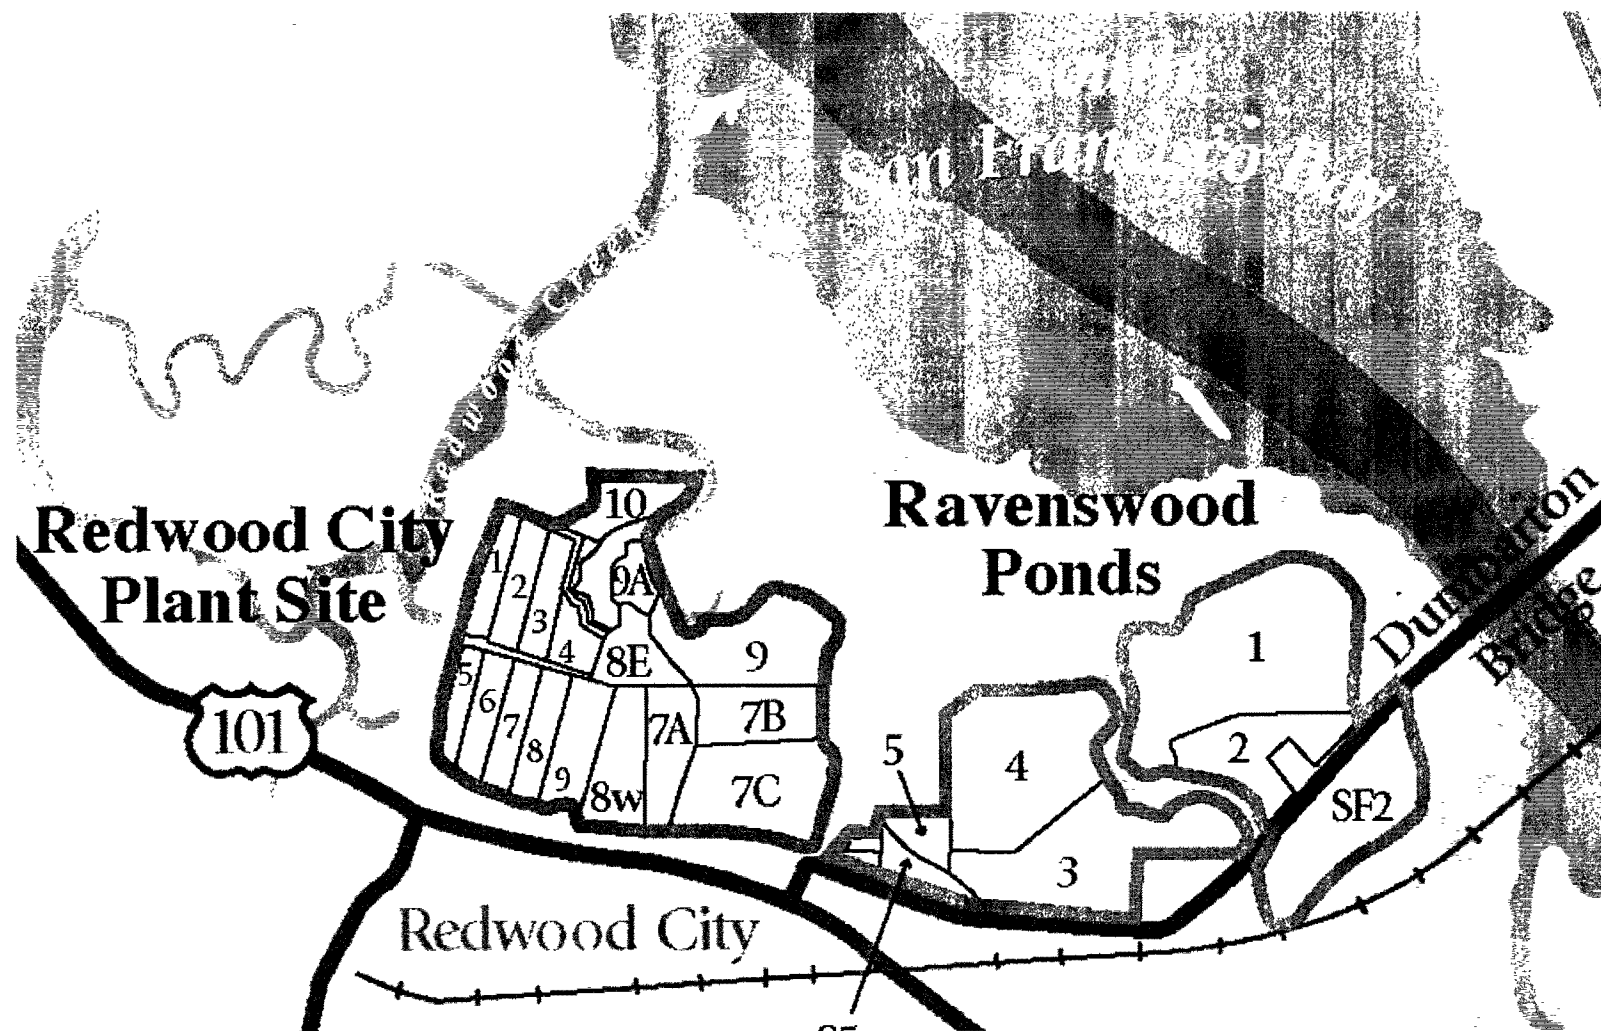 South
San Francisco Bay
Redwood Creek
Redwood City
Plant Site
Ravenswood
Ponds
Dumbarton
Bridge
10
1
2
3
4
9A
8E
9
5
6
7
8
9
8w
7A
7B
7C
101
1
2
SF2
4
5
3
Redwood City